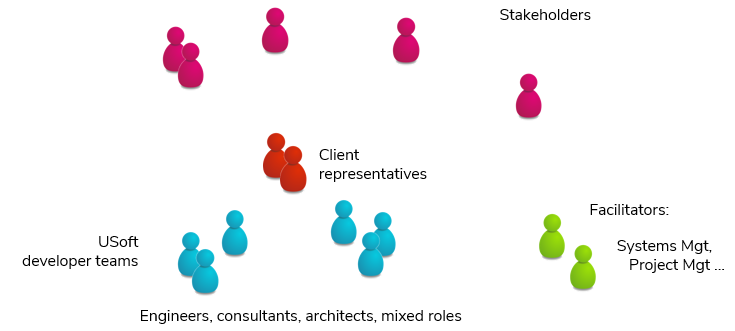 Stakeholders
Client
representatives
Facilitators:
USoft
developer teams
Systems Mgt,
Project Mgt ...
Engineers, consultants, architects, mixed roles